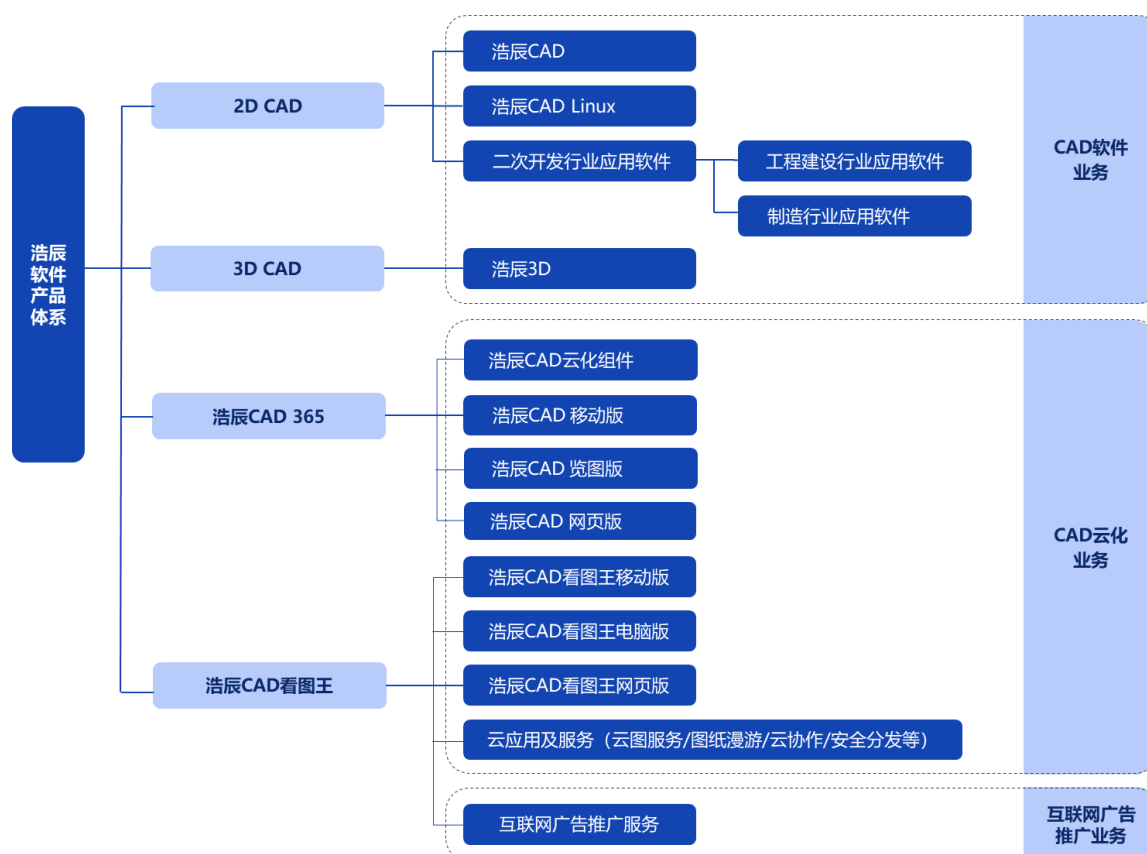 浩辰
软件
产品
体系
2D CAD
浩辰CAD
浩辰CAD Linux
二次开发行业应用软件
工程建设行业应用软件
制造行业应用软件
3D CAD
浩辰3D
CAD软件
业务
浩辰CAD 365
浩辰CAD云化组件
浩辰CAD 移动版
浩辰CAD 览图版
浩辰CAD 网页版
浩辰CAD看图王
浩辰CAD看图王移动版
浩辰CAD看图王电脑版
浩辰CAD看图王网页版
云应用及服务（云图服务/图纸漫游/云协作/安全分发等）
CAD云化
业务
互联网广告推广服务
互联网广告
推广业务